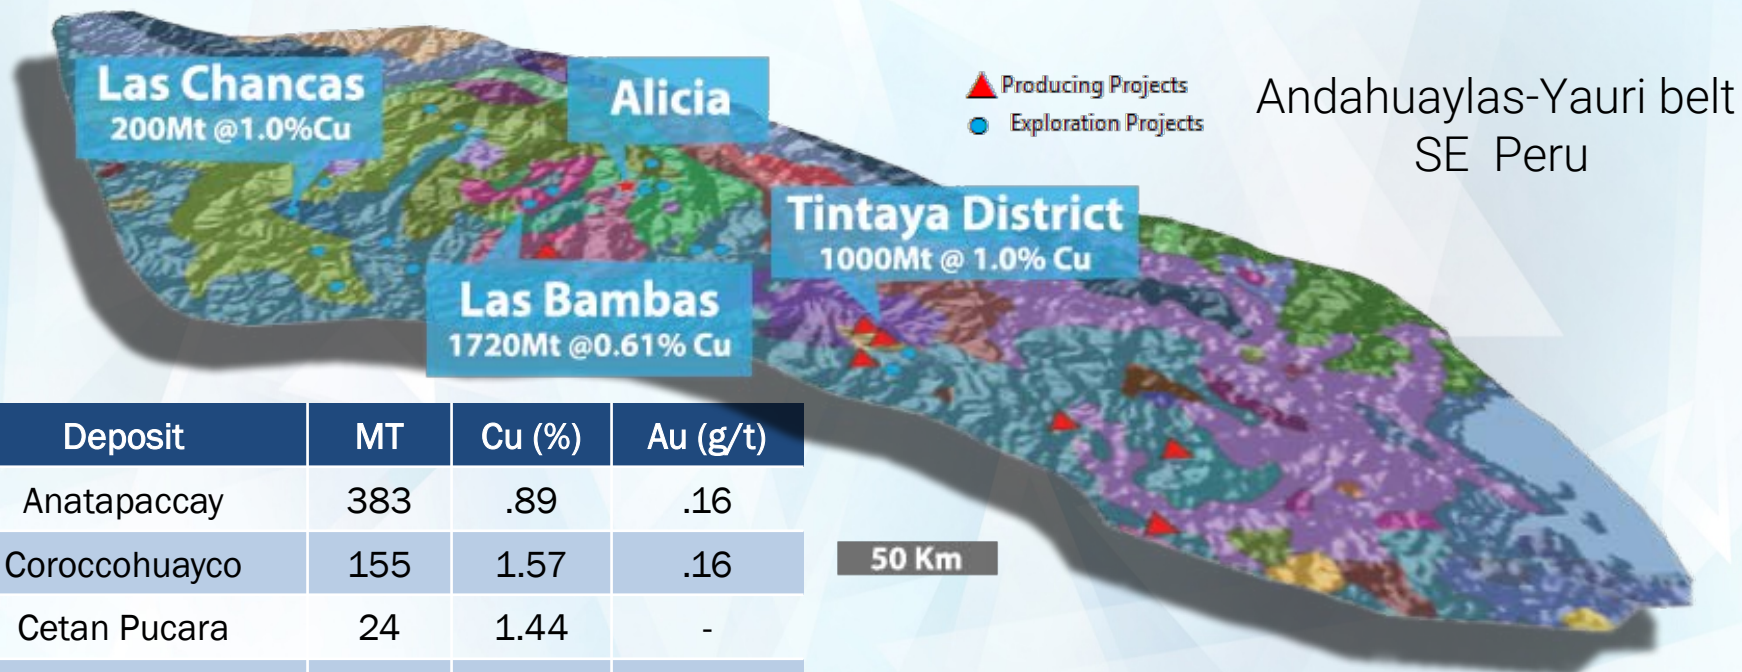 Las Chancas
200Mt @1.0%Cu
Alicia
Producing Projects
Exploration Projects
Andahuaylas-Yauri belt
SE Peru
Tintaya District
1000Mt @ 1.0% Cu
Las Bambas
1720Mt @0.61% Cu
Deposit MT Cu (%) Au (g/t)
Anatapaccay 383 .89 .16
Coroccohuayco 155 1.57 .16
Cetan Pucara 24 1.44 -
50 Km